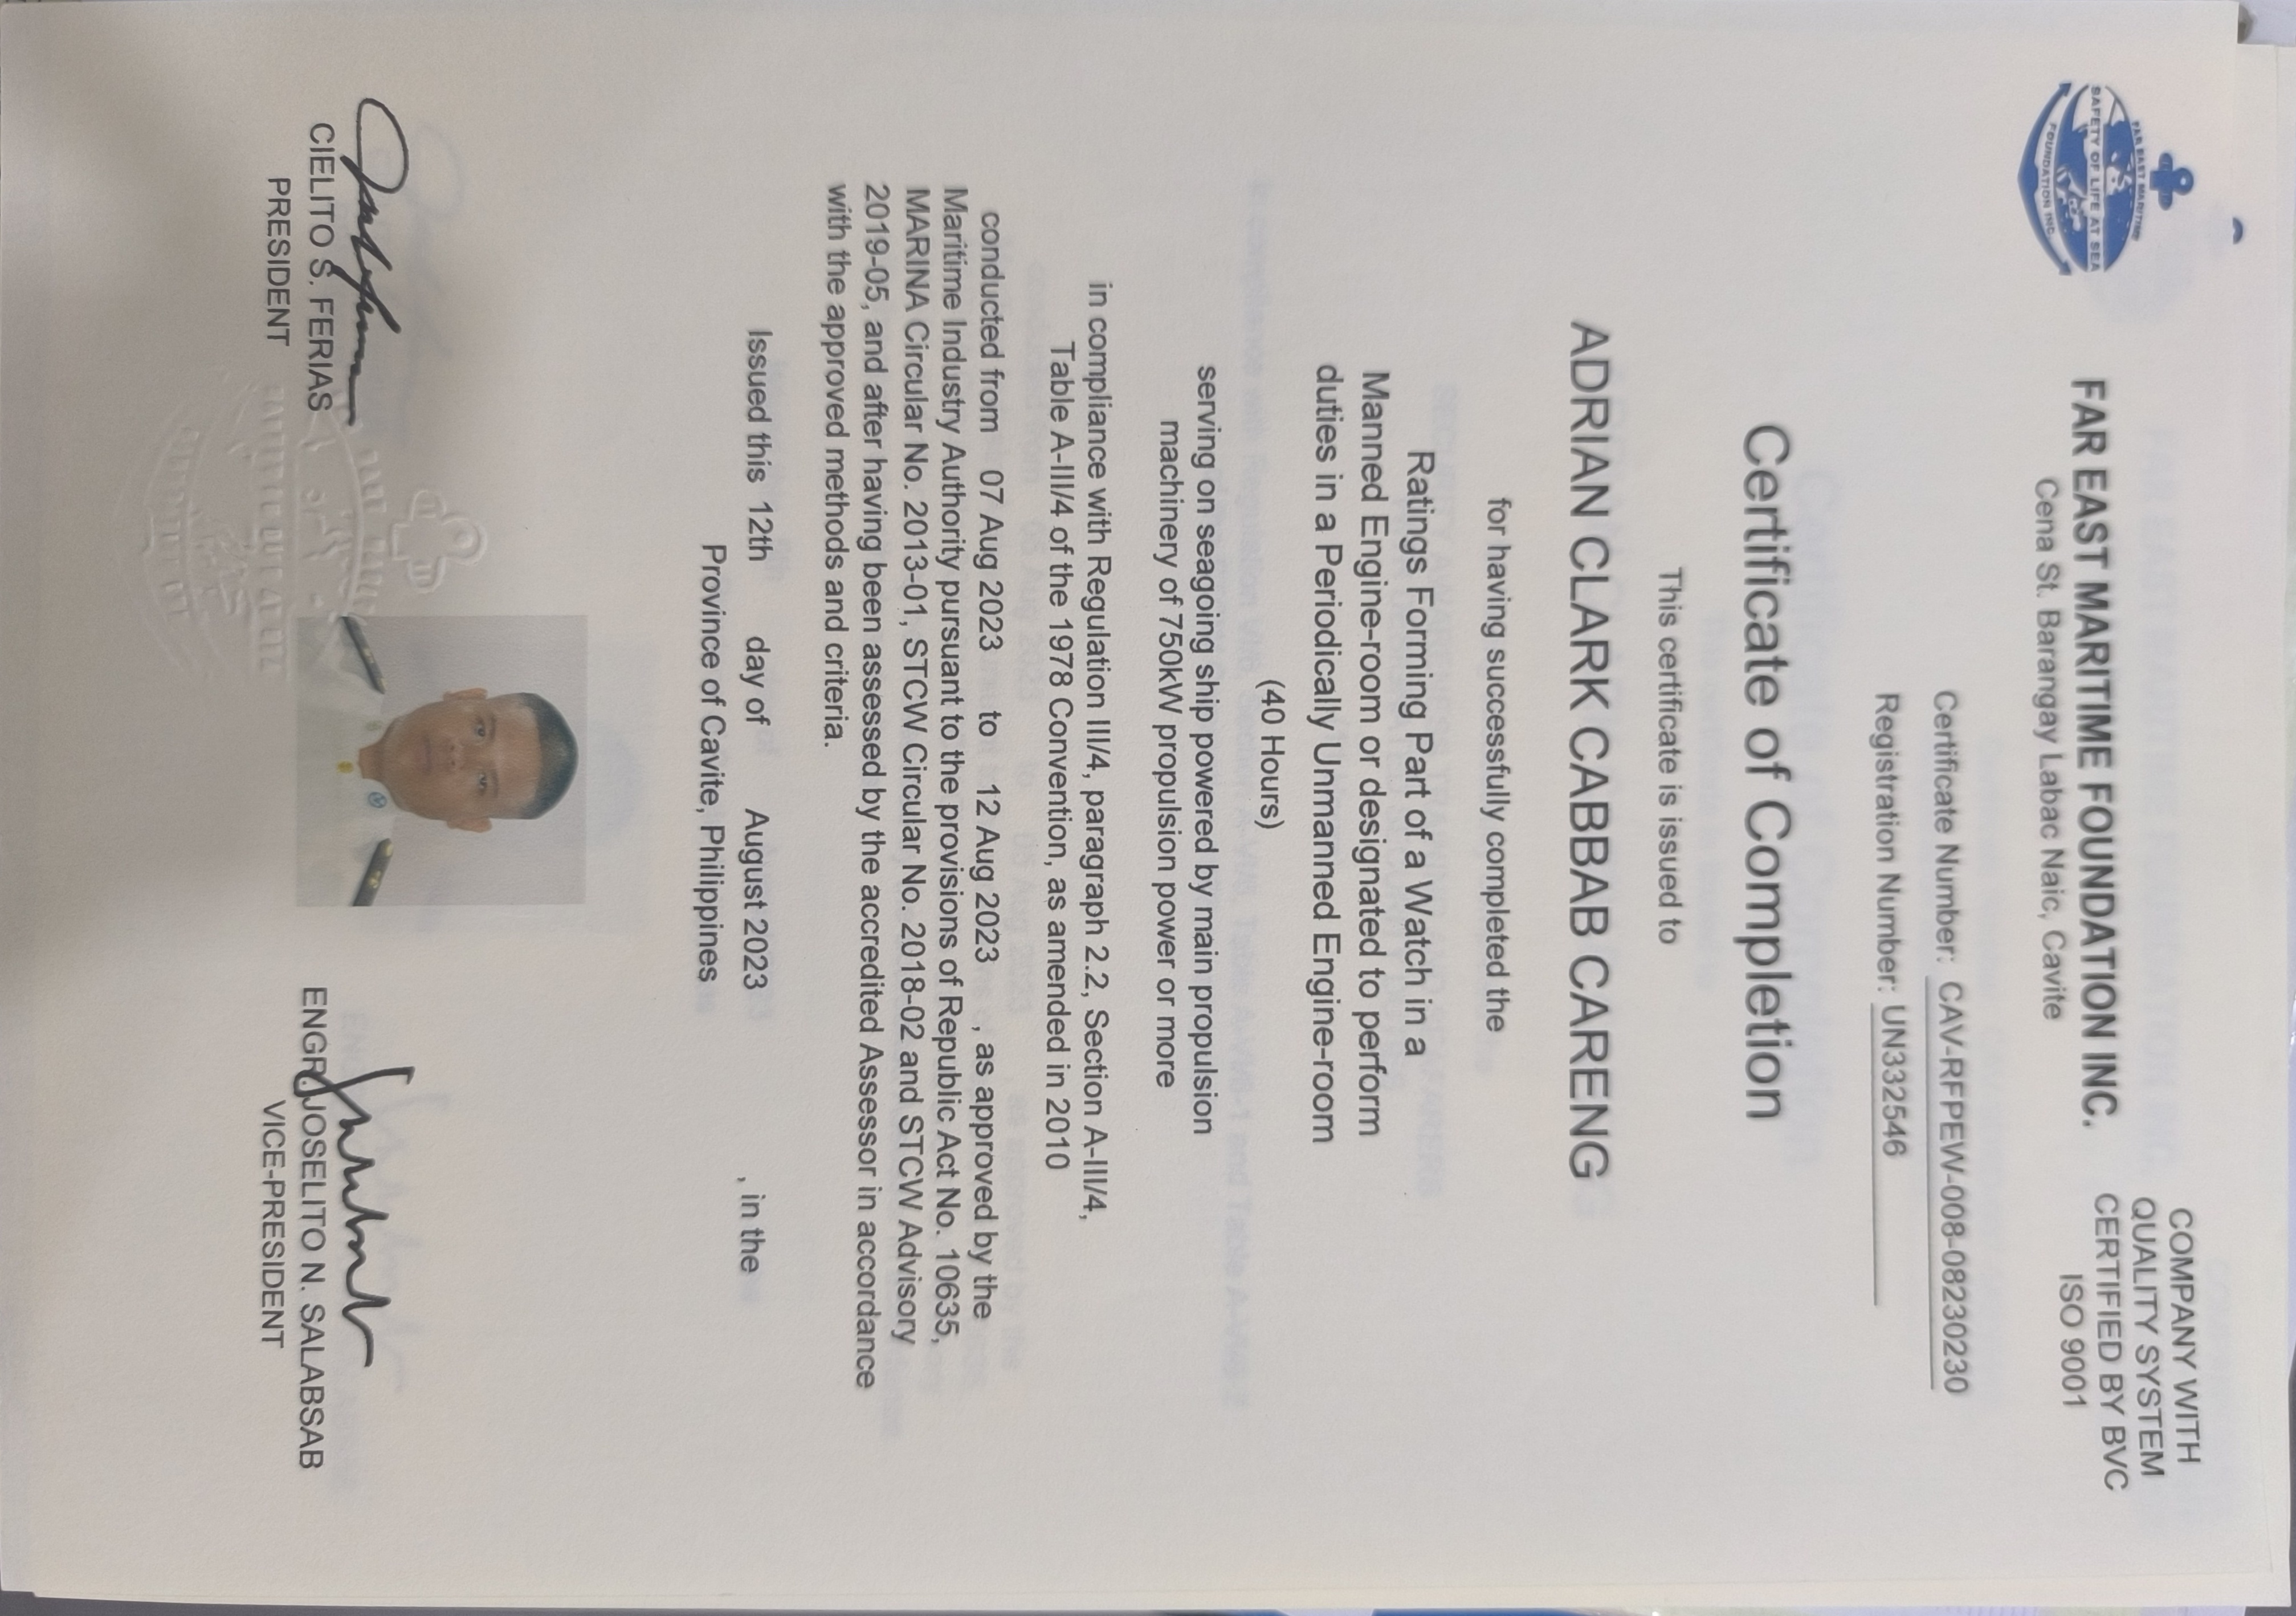 FAR EAST MARITIME
SAFETY OF LIFE AT SEA
FOUNDATION INC.
FAR EAST MARITIME FOUNDATION INC.
Cena St. Barangay Labac Naic, Cavite
COMPANY WITH
QUALITY SYSTEM
CERTIFIED BY BVC
ISO 9001
Certificate Number: CAV-RFPEW-008-08230230
Registration Number: UN332546
Certificate of Completion
This certificate is issued to
ADRIAN CLARK CABBAB CARENG
for having successfully completed the
Ratings Forming Part of a Watch in a
Manned Engine-room or designated to perform
duties in a Periodically Unmanned Engine-room
(40 Hours)
serving on seagoing ship powered by main propulsion
machinery of 750kW propulsion power or more
in compliance with Regulation III/4, paragraph 2.2, Section A-III/4,
Table A-III/4 of the 1978 Convention, as amended in 2010
conducted from 07 Aug 2023 to 12 Aug 2023 , as approved by the
Maritime Industry Authority pursuant to the provisions of Republic Act No. 10635,
MARINA Circular No. 2013-01, STCW Circular No. 2018-02 and STCW Advisory
2019-05, and after having been assessed by the accredited Assessor in accordance
with the approved methods and criteria.
Issued this 12th day of August 2023 , in the
Province of Cavite, Philippines
CIELITO S. FERIAS
PRESIDENT
ENGR. JOSELITO N. SALABSAB
VICE-PRESIDENT